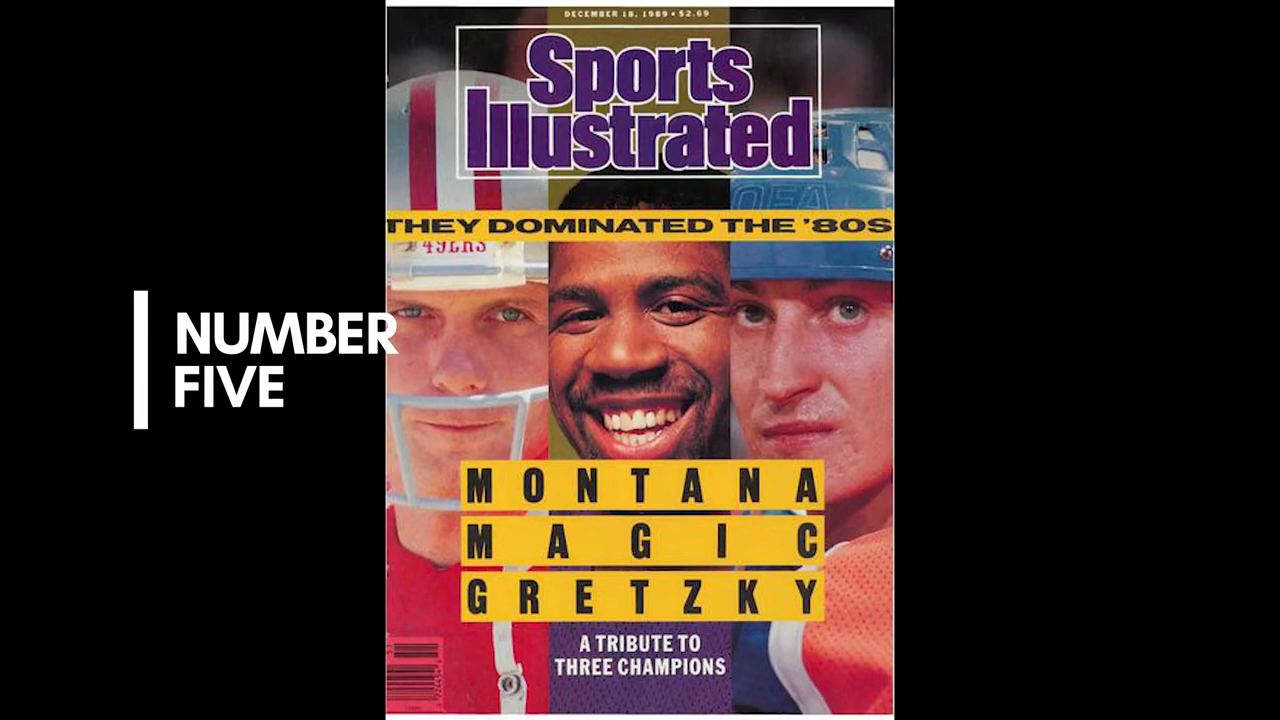 DECEMBER 18, 1989 • $2.69
Sports
Illustrated
THEY DOMINATED THE '80S
49ERS
NUMBER
FIVE
MONTANA
MAGIC
GRETZKY
A TRIBUTE TO
THREE CHAMPIONS